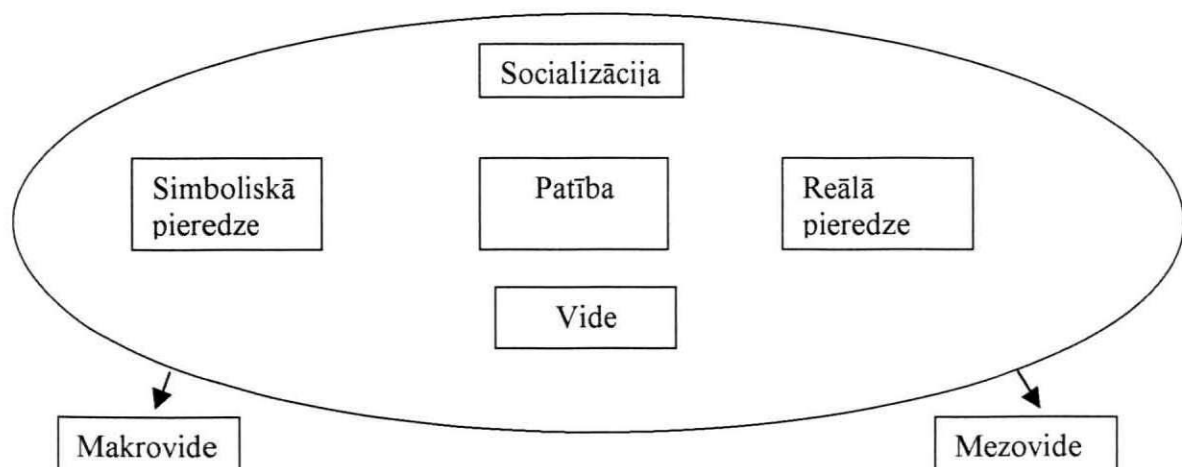 Socializācija
Simboliskā
pieredze
Patība
Reālā
pieredze
Vide
Makrovide
Mezovide